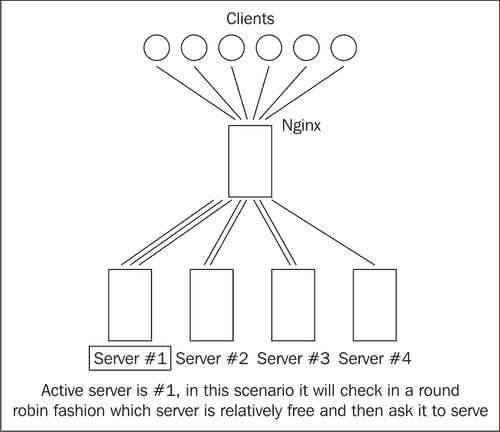 Clients
Nginx
Server #1 Server #2 Server #3 Server #4
Active server is #1, in this scenario it will check in a round
robin fashion which server is relatively free and then ask it to serve